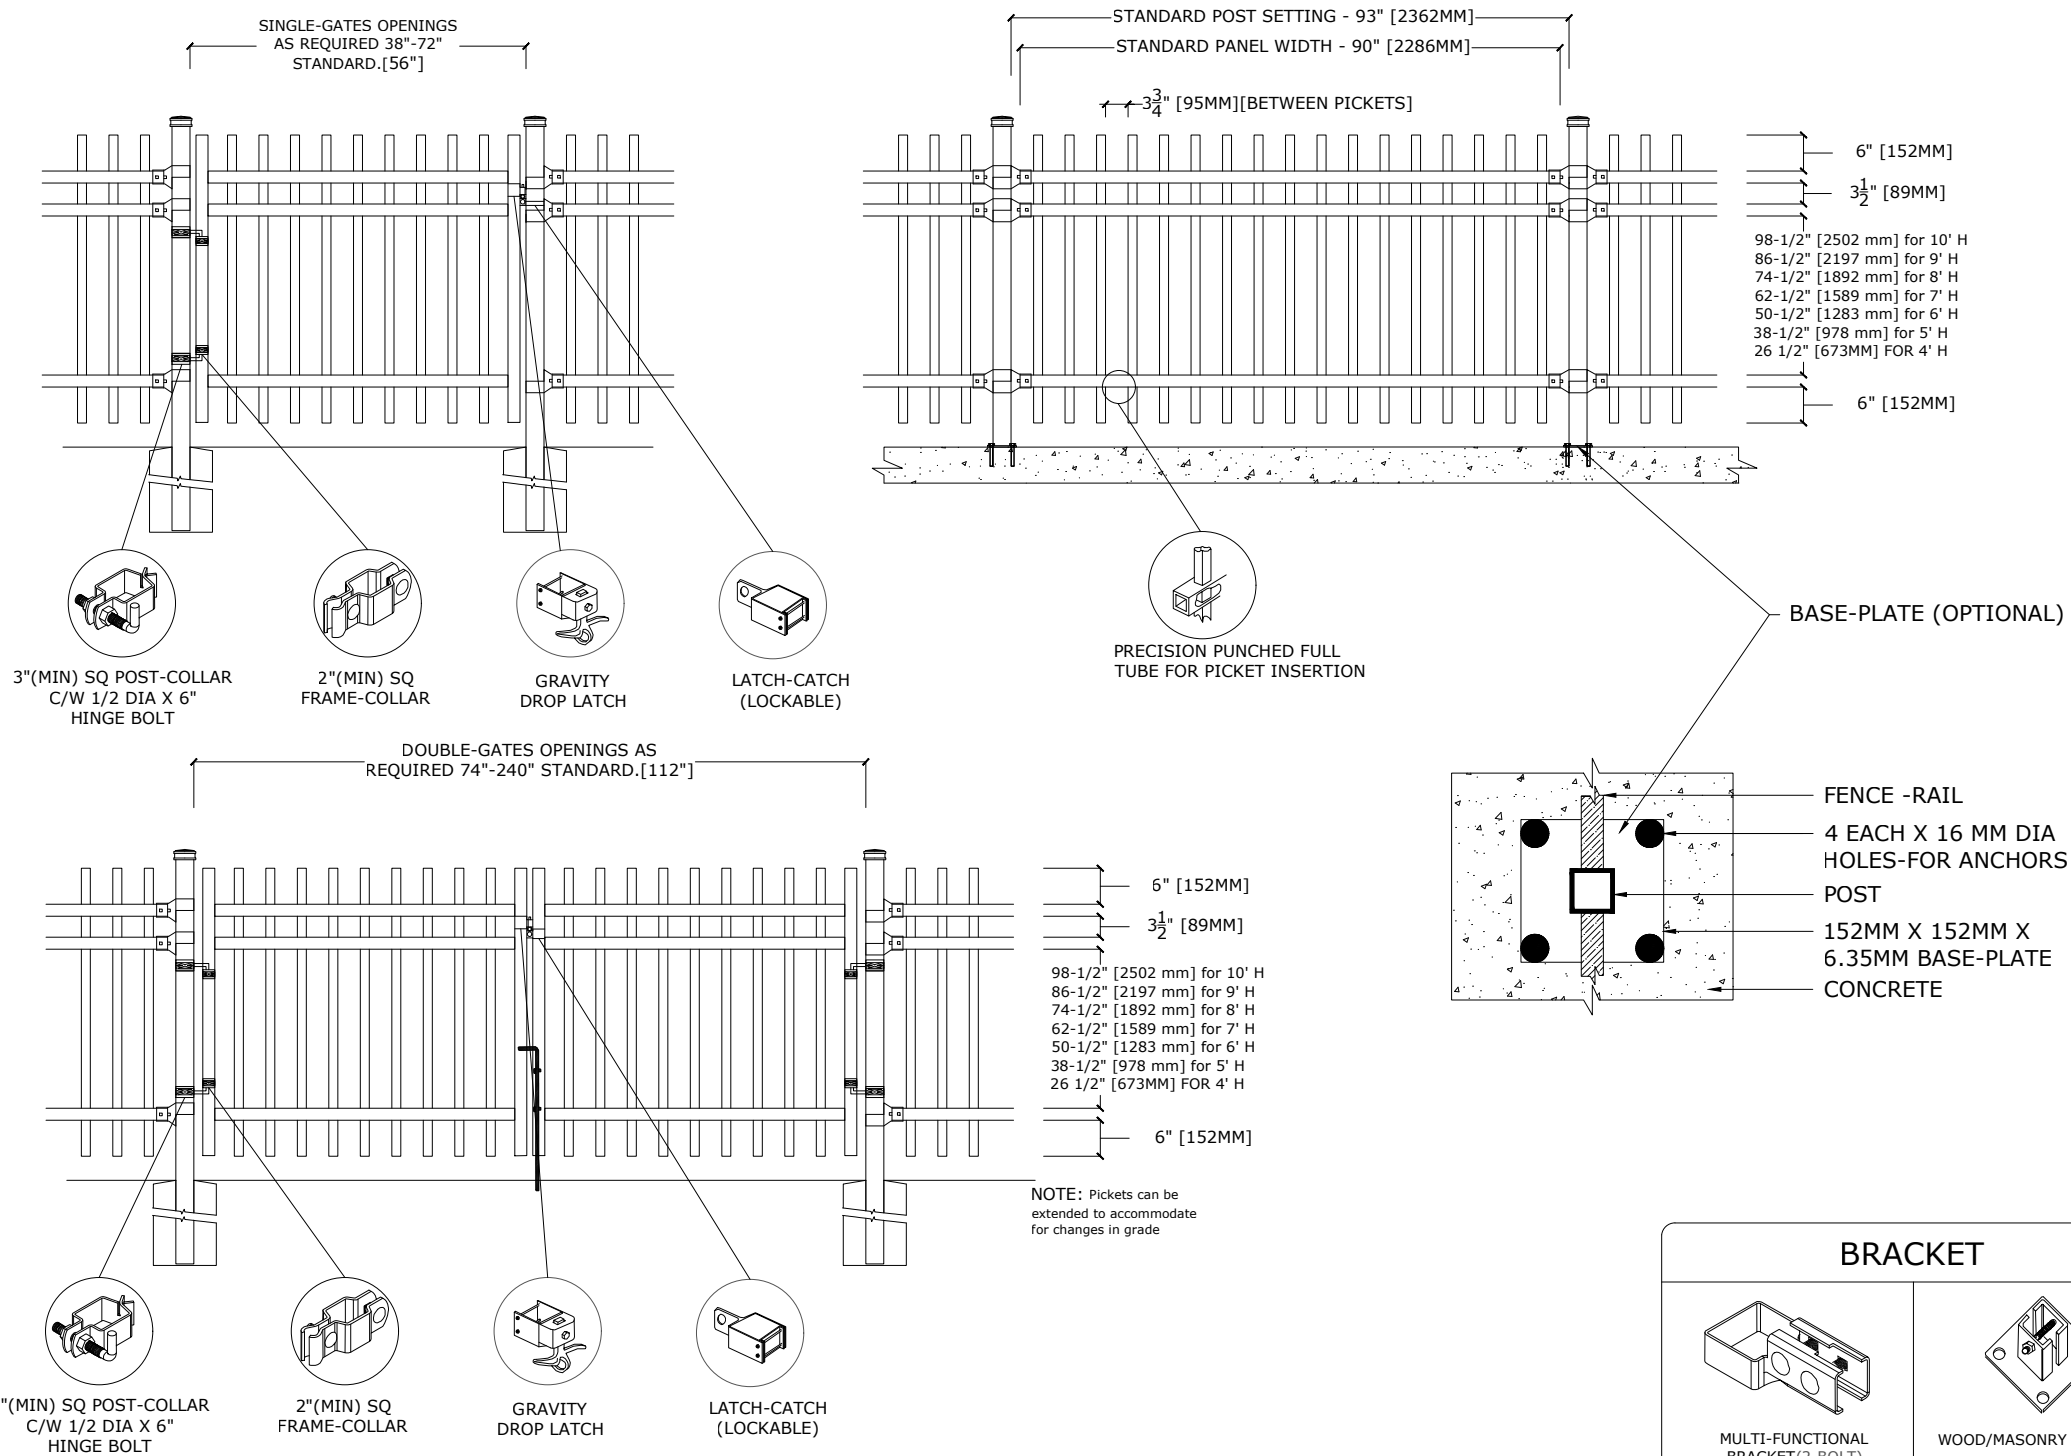 SINGLE-GATES OPENINGS
AS REQUIRED 38"-72"
STANDARD.[56"]
STANDARD POST SETTING - 93" [2362MM]
STANDARD PANEL WIDTH - 90" [2286MM]
3 3/4" [95MM][BETWEEN PICKETS]
6" [152MM]
3 1/2" [89MM]
98-1/2" [2502 mm] for 10' H
86-1/2" [2197 mm] for 9' H
74-1/2" [1892 mm] for 8' H
62-1/2" [1589 mm] for 7' H
50-1/2" [1283 mm] for 6' H
38-1/2" [978 mm] for 5' H
26 1/2" [673MM] FOR 4' H
6" [152MM]
3"(MIN) SQ POST-COLLAR
C/W 1/2 DIA X 6"
HINGE BOLT
2"(MIN) SQ
FRAME-COLLAR
GRAVITY
DROP LATCH
LATCH-CATCH
(LOCKABLE)
PRECISION PUNCHED FULL
TUBE FOR PICKET INSERTION
BASE-PLATE (OPTIONAL)
FENCE -RAIL
4 EACH X 16 MM DIA
HOLES-FOR ANCHORS
POST
152MM X 152MM X
6.35MM BASE-PLATE
CONCRETE
DOUBLE-GATES OPENINGS AS
REQUIRED 74"-240" STANDARD.[112"]
6" [152MM]
3 1/2" [89MM]
98-1/2" [2502 mm] for 10' H
86-1/2" [2197 mm] for 9' H
74-1/2" [1892 mm] for 8' H
62-1/2" [1589 mm] for 7' H
50-1/2" [1283 mm] for 6' H
38-1/2" [978 mm] for 5' H
26 1/2" [673MM] FOR 4' H
6" [152MM]
NOTE: Pickets can be
extended to accommodate
for changes in grade
"(MIN) SQ POST-COLLAR
C/W 1/2 DIA X 6"
HINGE BOLT
2"(MIN) SQ
FRAME-COLLAR
GRAVITY
DROP LATCH
LATCH-CATCH
(LOCKABLE)
BRACKET
MULTI-FUNCTIONAL
BRACKET(2 BOLT)
WOOD/MASONRY